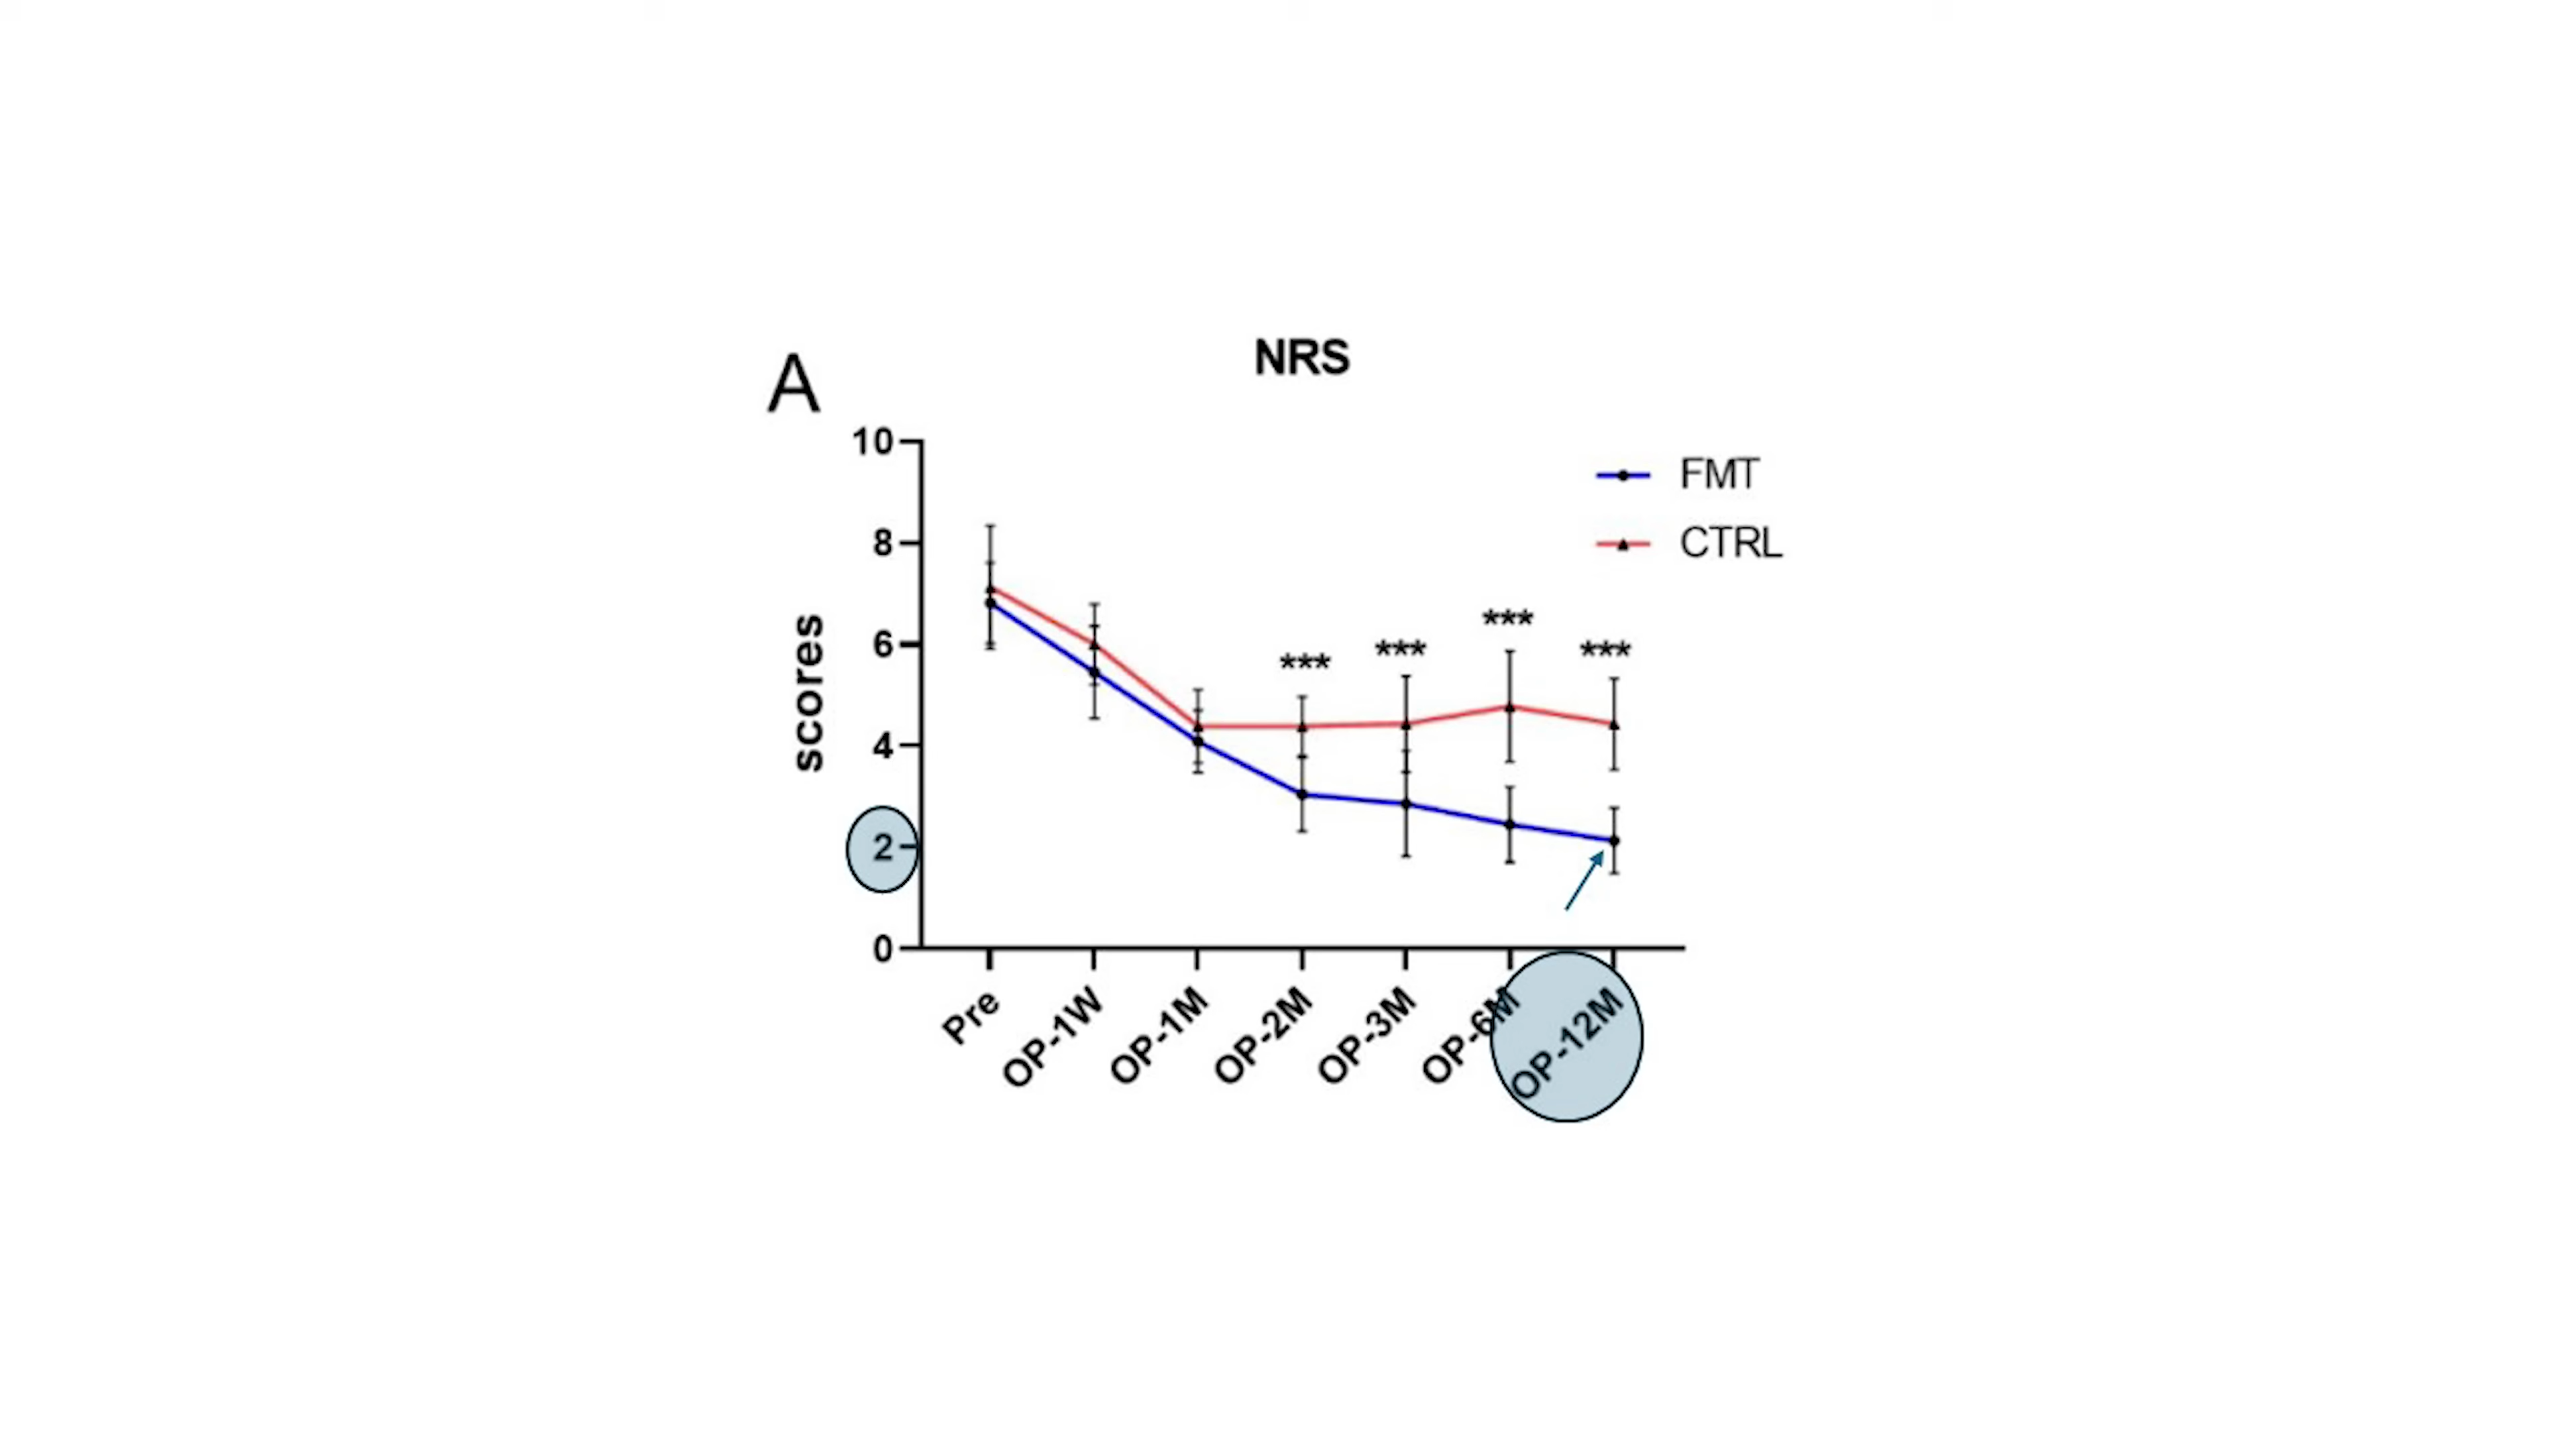 NRS
A
10
8
6
4
2
0
scores
FMT
CTRL
***
***
***
***
Pre
OP-1W
OP-1M
OP-2M
OP-3M
OP-6M
OP-12M